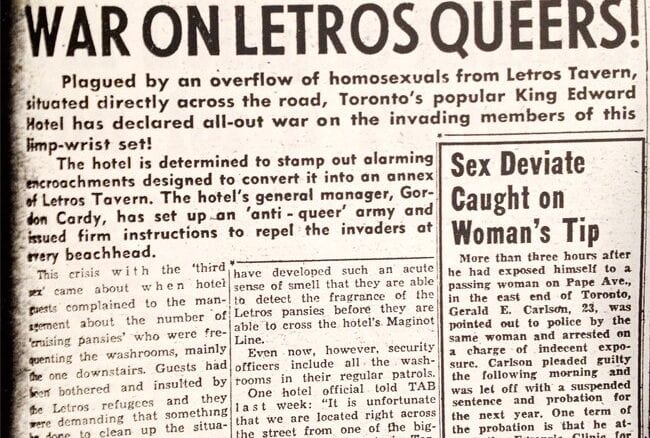 WAR ON LETROS QUEERS!
Plagued by an overflow of homosexuals from Letros Tavern,
situated directly across the road, Toronto's popular King Edward
Hotel has declared all-out war on the invading members of this
limp-wrist set!
The hotel is determined to stamp out alarming
encroachments designed to convert it into an annex
of Letros Tavern. The hotel's general manager, Gor-
don Cardy, has set up an 'anti-queer' army and
issued firm instructions to repel the invaders at
every beachhead.
This crisis with the 'third
sex' came about when hotel
guests complained to the man-
agement about the number of
'cruising pansies' who were fre-
quenting the washrooms, mainly
the one downstairs. Guests had
been bothered and insulted by
the Letros refugees and they
were demanding that something
be done to clean up the situa-
have developed such an acute
sense of smell that they are able
to detect the fragrance of the
Letros pansies before they are
able to cross the hotel's Maginot
Line.
Even now, however, security
officers include all the wash-
rooms in their regular patrols.
One hotel official told TAB
last week: "It is unfortunate
that we are located right across
the street from one of the big-
Sex Deviate
Caught on
Woman's Tip
More than three hours after
he had exposed himself to a
passing woman on Pape Ave.,
in the east end of Toronto,
Gerald E. Carlson, 23, was
pointed out to police by the
same woman and arrested on
a charge of indecent expo-
sure. Carlson pleaded guilty
the following morning and
was let off with a suspended
sentence and probation for
the next year. One term of
the probation is that he at-